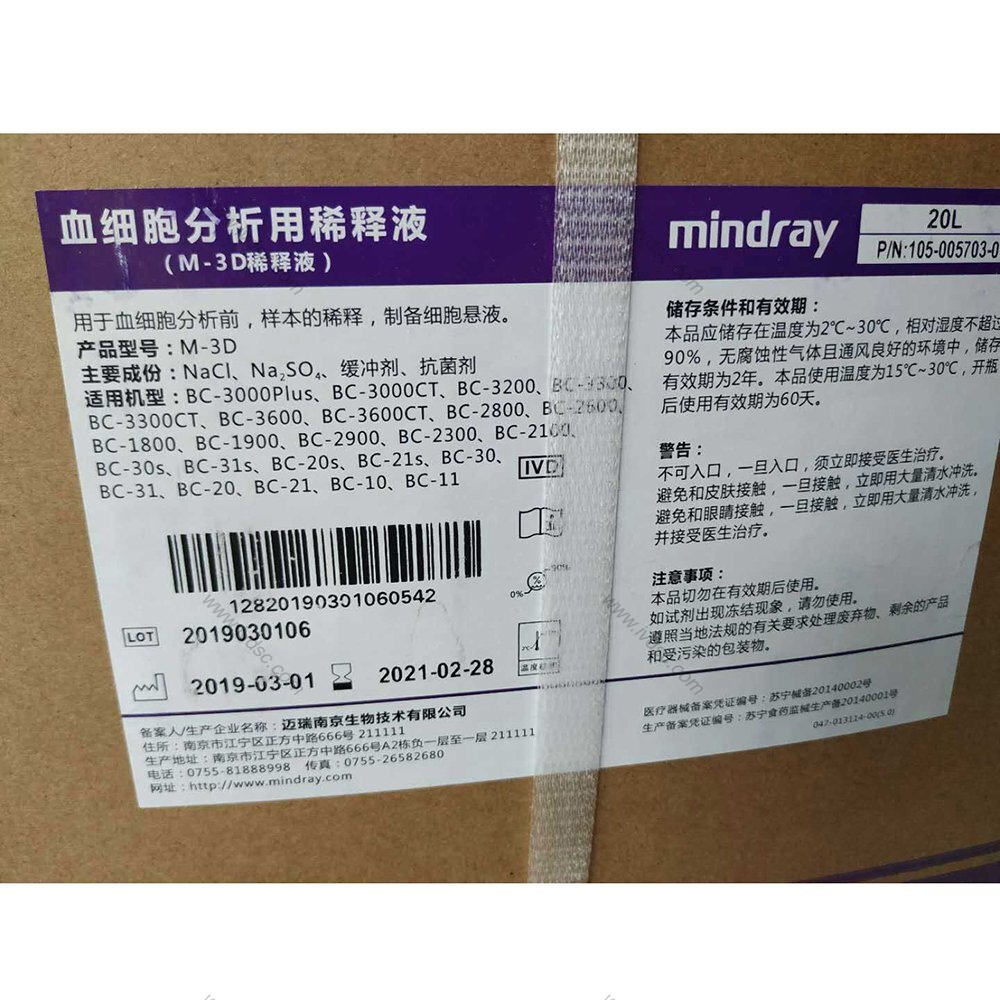 血细胞分析用稀释液
（M-3D稀释液）
mindray
20L
P/N:105-005703-0
用于血细胞分析前，样本的稀释，制备细胞悬液。
产品型号：M-3D
主要成份：NaCl、Na₂SO₄、缓冲剂、抗菌剂
适用机型：BC-3000Plus、BC-3000CT、BC-3200、BC-3300、
BC-3300CT、BC-3600、BC-3600CT、BC-2800、BC-2600、
BC-1800、BC-1900、BC-2900、BC-2300、BC-2100、
BC-30s、BC-31s、BC-20s、BC-21s、BC-30、
BC-31、BC-20、BC-21、BC-10、BC-11
IVD
12820190301060542
LOT 2019030106
2019-03-01 2021-02-28
0% % 90%
2℃
备案人/生产企业名称：迈瑞南京生物技术有限公司
住所：南京市江宁区正方中路666号 211111
生产地址：南京市江宁区正方中路666号A2栋负一层至一层 211111
电话：0755-81888998 传真：0755-26582680
网址：http://www.mindray.com
储存条件和有效期：
本品应储存在温度为2℃~30℃，相对湿度不超过
90%，无腐蚀性气体且通风良好的环境中，储存
有效期为2年。本品使用温度为15℃~30℃，开瓶
后使用有效期为60天。
警告：
不可入口，一旦入口，须立即接受医生治疗。
避免和皮肤接触，一旦接触，立即用大量清水冲洗。
避免和眼睛接触，一旦接触，立即用大量清水冲洗，
并接受医生治疗。
注意事项：
本品切勿在有效期后使用。
如试剂出现冻结现象，请勿使用。
遵照当地法规的有关要求处理废弃物、剩余的产品
和受污染的包装物。
医疗器械备案凭证编号：苏宁械备20140002号
生产备案凭证编号：苏宁食药监械生产备20140001号
047-013114-00(5.0)